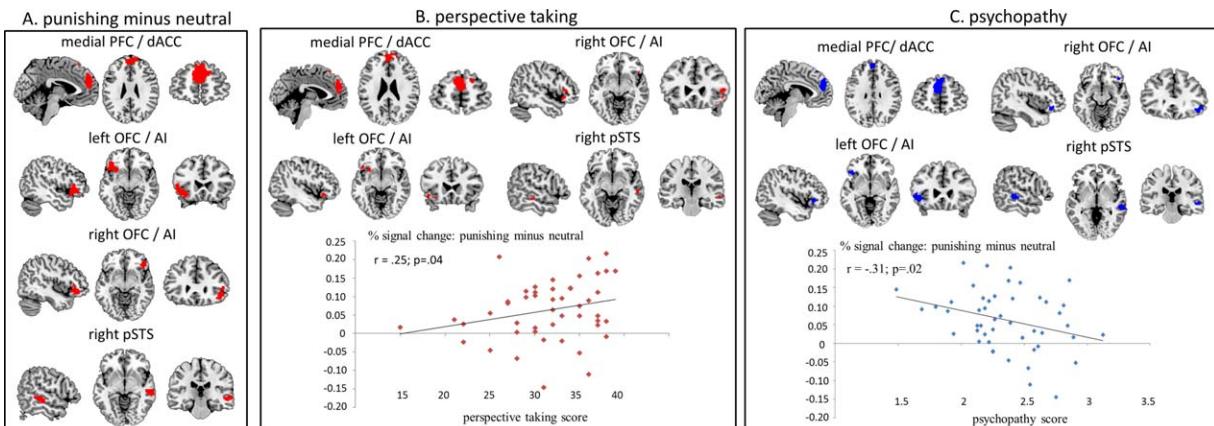 A. punishing minus neutral
medial PFC / dACC
left OFC / AI
right OFC / AI
right pSTS
B. perspective taking
medial PFC / dACC
right OFC / AI
left OFC / AI
right pSTS
% signal change: punishing minus neutral
r = .25; p=.04
0.25
0.20
0.15
0.10
0.05
0
-0.05
-0.10
-0.15
-0.20
15
20
25
30
35
40
perspective taking score
C. psychopathy
medial PFC/ dACC
right OFC / AI
left OFC / AI
right pSTS
% signal change: punishing minus neutral
r = -.31; p=.02
0.25
0.20
0.15
0.10
0.05
0
-0.05
-0.10
-0.15
-0.20
1.5
2
2.5
3
3.5
psychopathy score